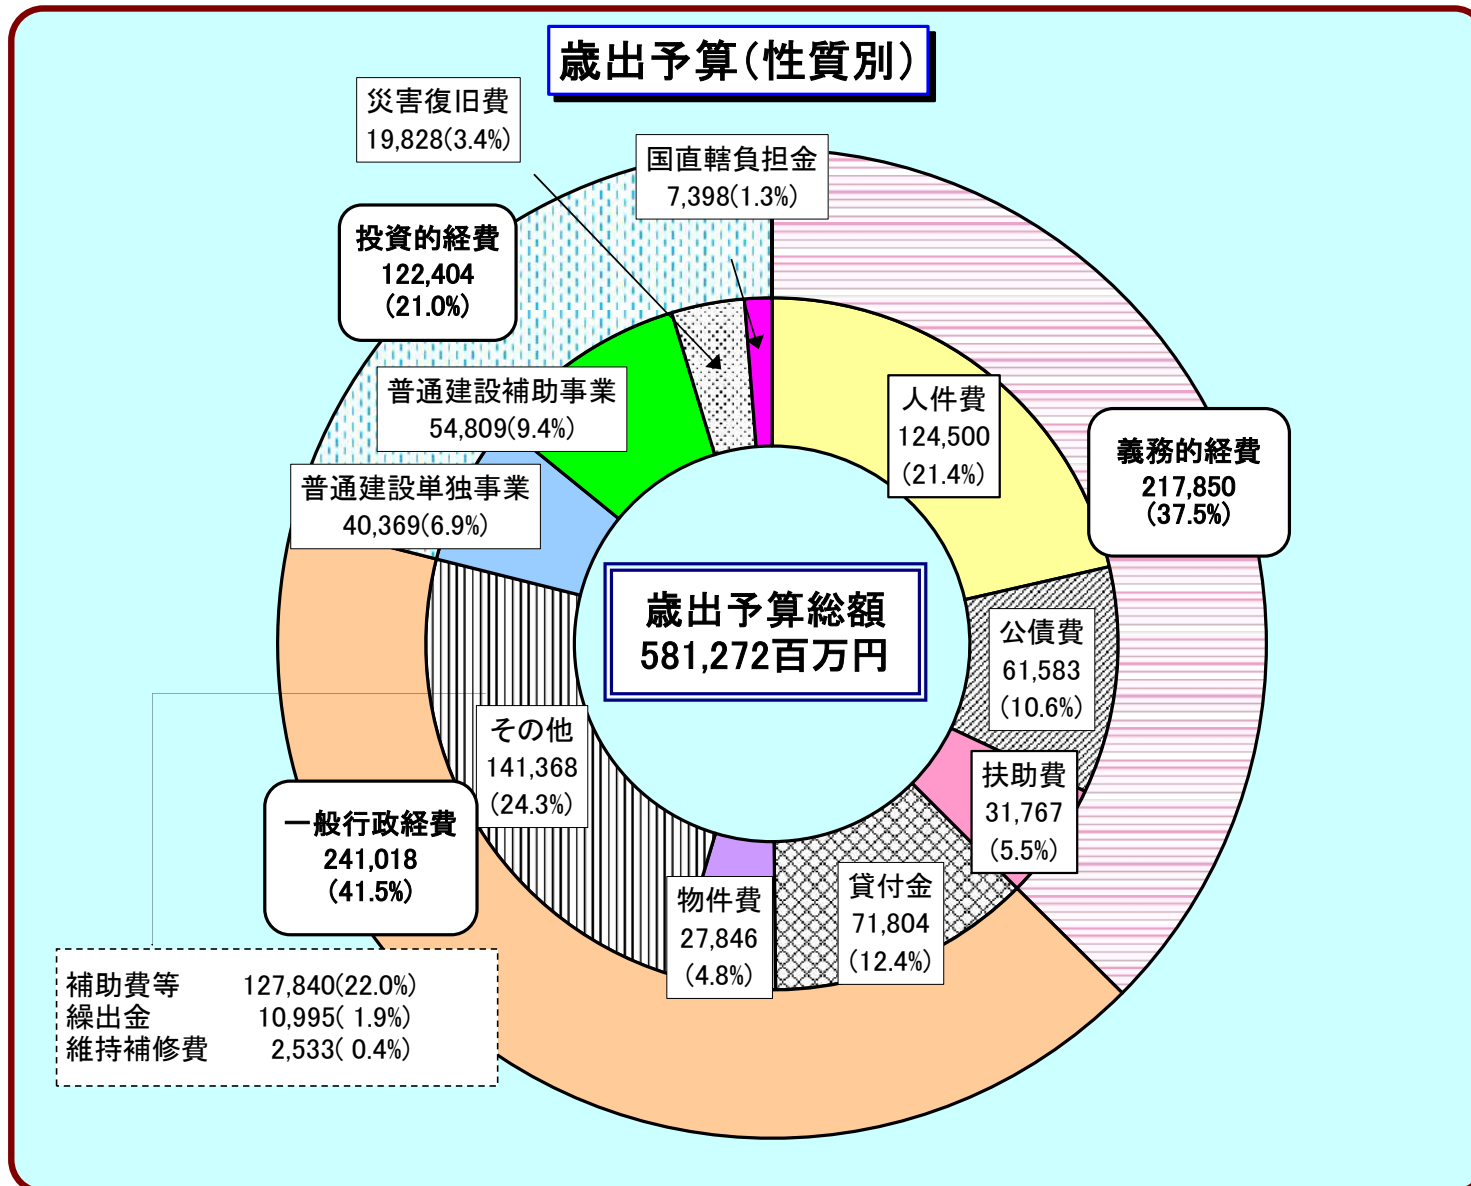 歳出予算(性質別)
災害復旧費
19,828(3.4%)
国直轄負担金
7,398(1.3%)
投資的経費
122,404
(21.0%)
普通建設補助事業
54,809(9.4%)
普通建設単独事業
40,369(6.9%)
人件費
124,500
(21.4%)
義務的経費
217,850
(37.5%)
歳出予算総額
581,272百万円
公債費
61,583
(10.6%)
扶助費
31,767
(5.5%)
その他
141,368
(24.3%)
一般行政経費
241,018
(41.5%)
物件費
27,846
(4.8%)
貸付金
71,804
(12.4%)
補助費等 127,840(22.0%)
繰出金 10,995( 1.9%)
維持補修費 2,533( 0.4%)